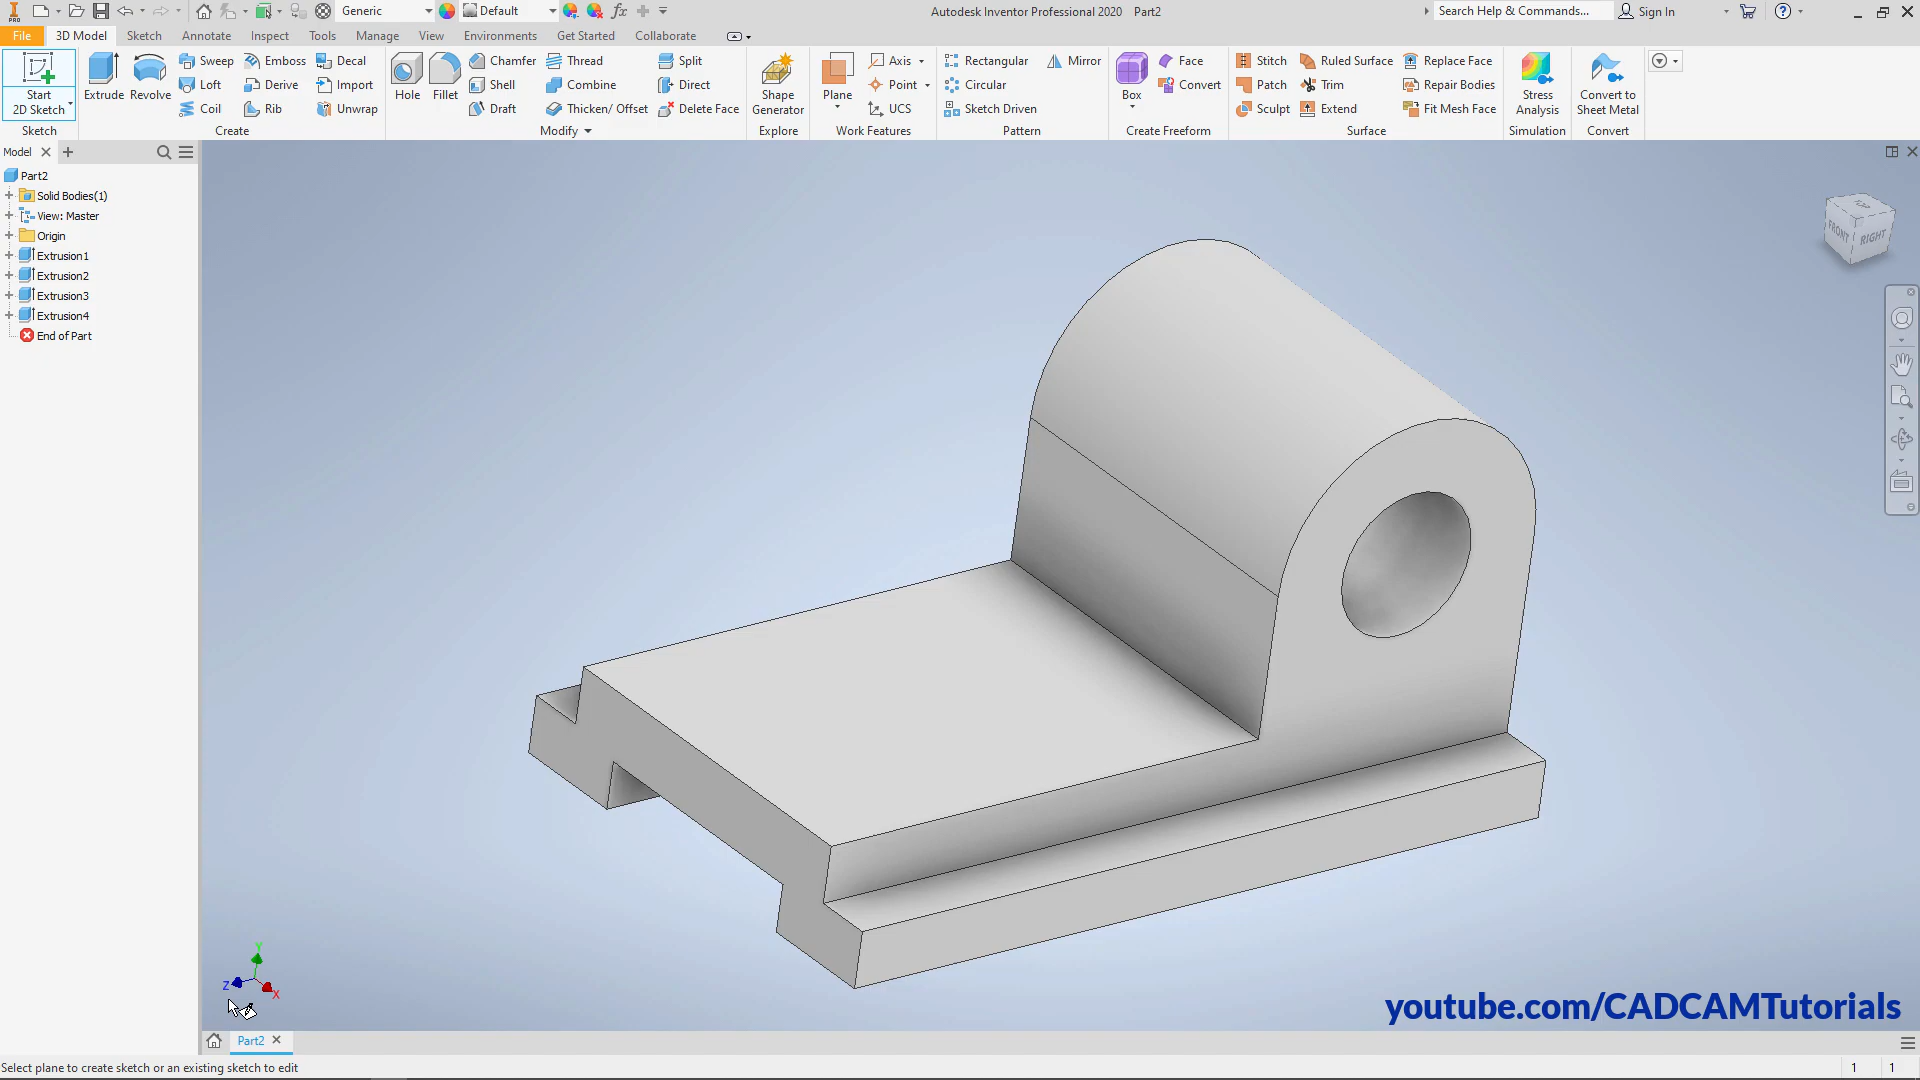 Generic
Default
Autodesk Inventor Professional 2020 Part2
Search Help & Commands...
Sign In
File
3D Model
Sketch
Annotate
Inspect
Tools
Manage
View
Environments
Get Started
Collaborate
Start
2D Sketch
Sketch
Extrude
Revolve
Sweep
Loft
Coil
Emboss
Derive
Rib
Decal
Import
Unwrap
Create
Hole
Fillet
Chamfer
Shell
Draft
Thread
Combine
Thicken/ Offset
Split
Direct
Delete Face
Modify
Shape
Generator
Explore
Plane
Axis
Point
UCS
Work Features
Rectangular
Circular
Sketch Driven
Mirror
Pattern
Box
Face
Convert
Create Freeform
Stitch
Patch
Sculpt
Ruled Surface
Trim
Extend
Replace Face
Repair Bodies
Fit Mesh Face
Surface
Stress
Analysis
Simulation
Convert to
Sheet Metal
Convert
Model
Part2
Solid Bodies(1)
View: Master
Origin
Extrusion1
Extrusion2
Extrusion3
Extrusion4
End of Part
TOP
FRONT
RIGHT
Y
Z
X
youtube.com/CADCAMTutorials
Part2
Select plane to create sketch or an existing sketch to edit
1 1